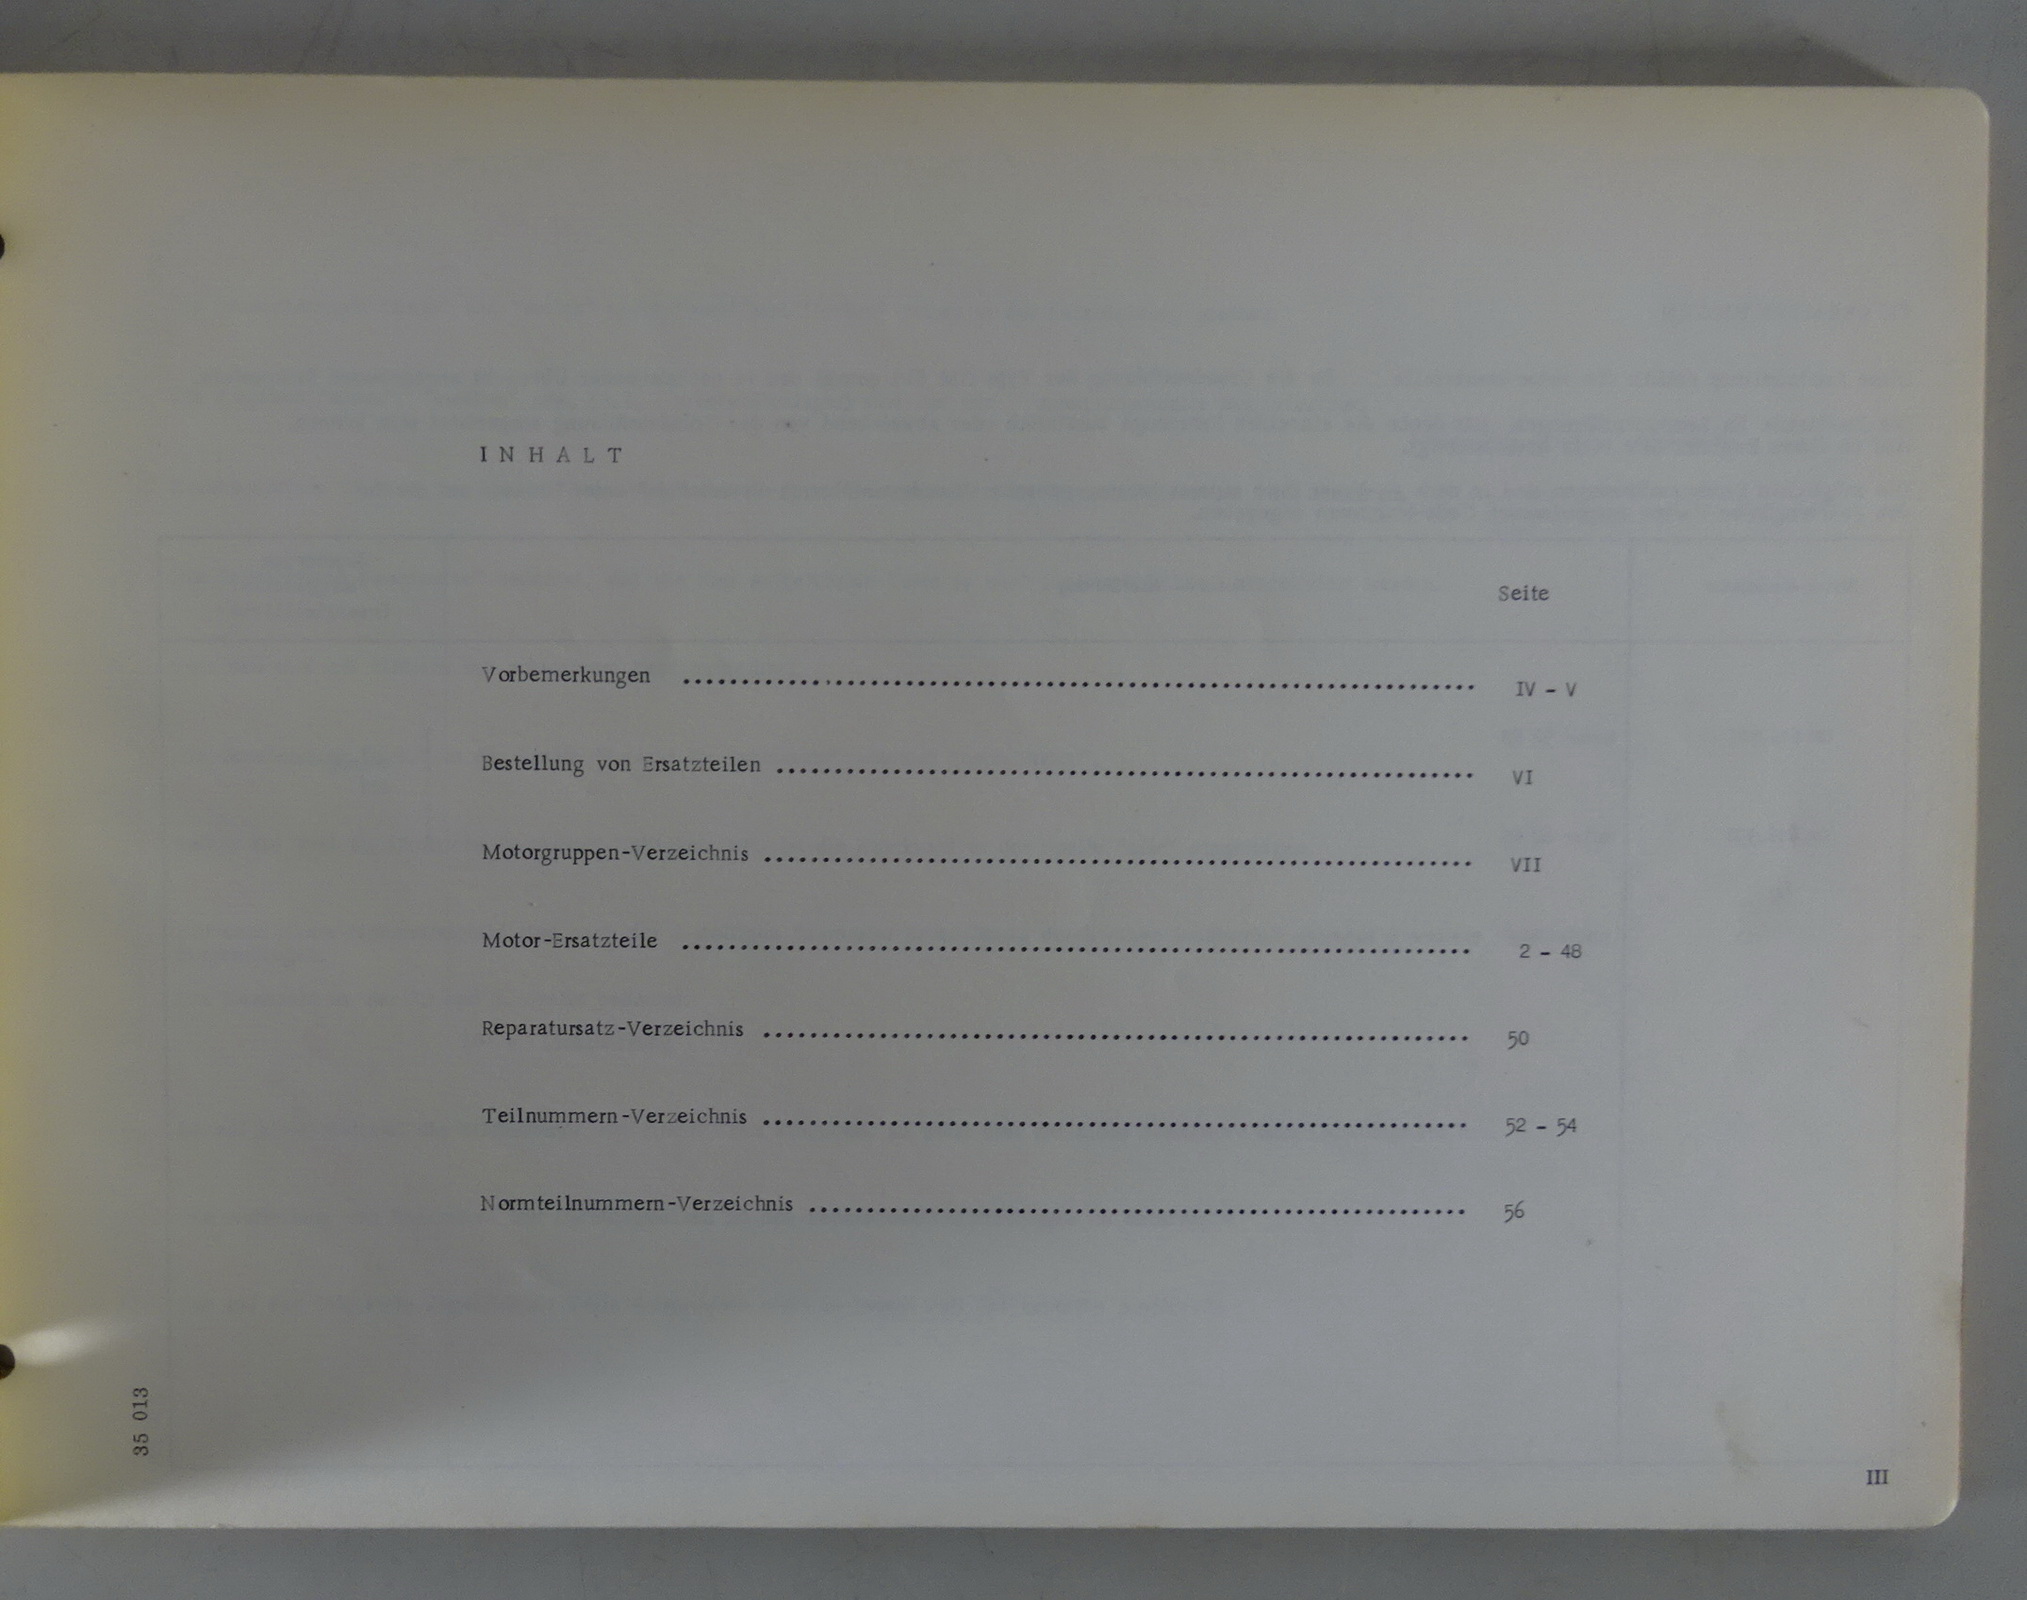 INHALT
Seite
Vorbemerkungen .......... IV - V
Bestellung von Ersatzteilen .......... VI
Motorgruppen-Verzeichnis .......... VII
Motor-Ersatzteile .......... 2 - 48
Reparatursatz-Verzeichnis .......... 50
Teilnummern-Verzeichnis .......... 52 - 54
Normteilnummern-Verzeichnis .......... 56
35 013
III